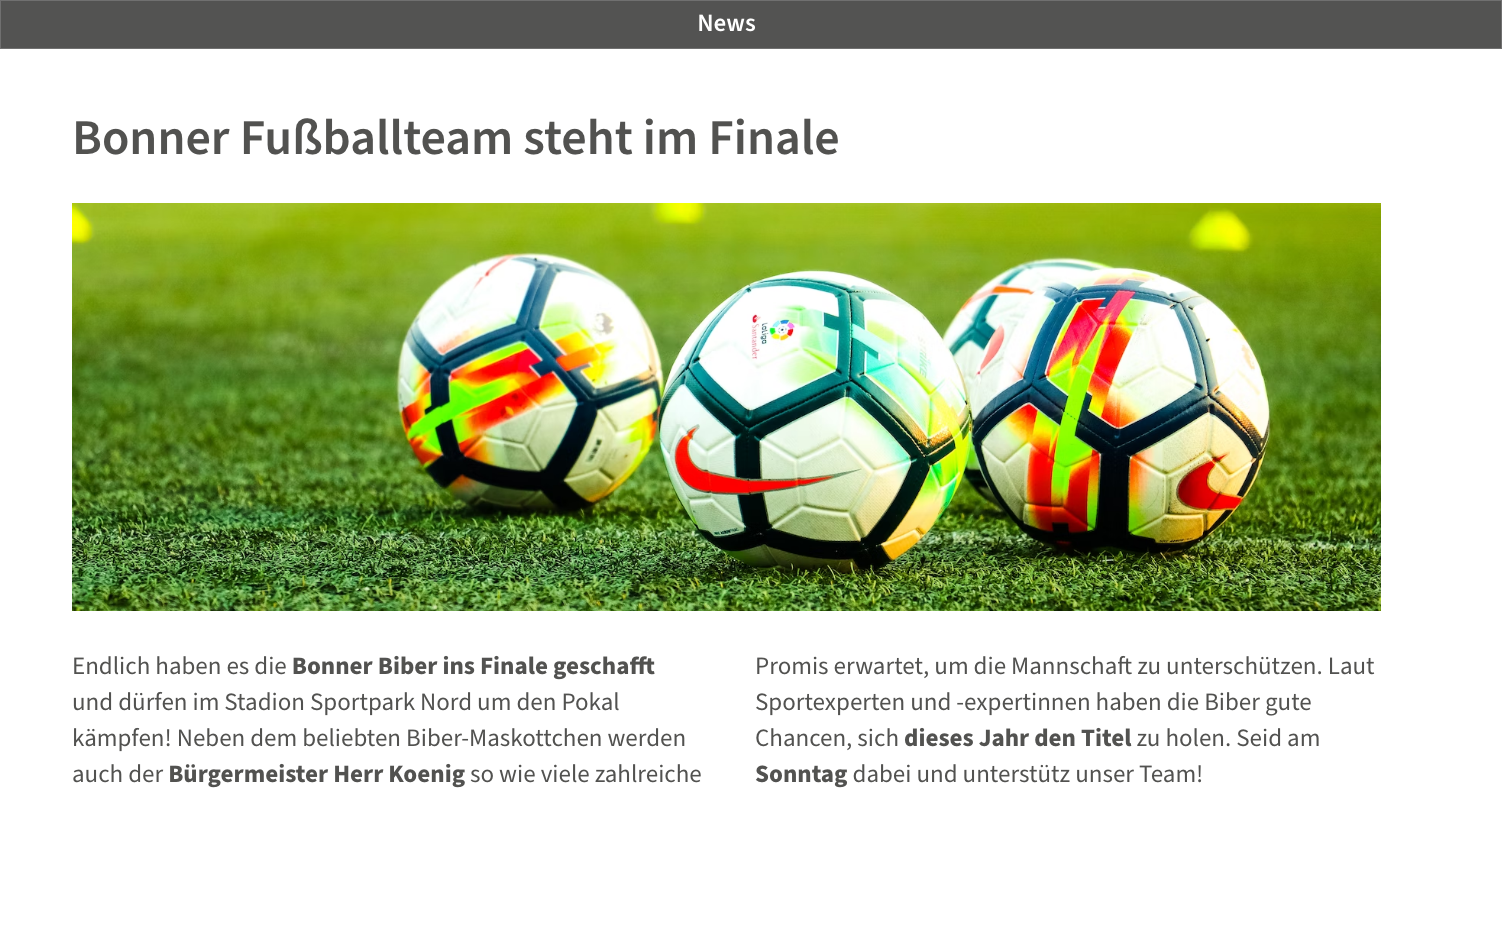 News
Bonner Fußballteam steht im Finale
Endlich haben es die Bonner Biber ins Finale geschafft
und dürfen im Stadion Sportpark Nord um den Pokal
kämpfen! Neben dem beliebten Biber-Maskottchen werden
auch der Bürgermeister Herr Koenig so wie viele zahlreiche
Promis erwartet, um die Mannschaft zu unterschützen. Laut
Sportexperten und -expertinnen haben die Biber gute
Chancen, sich dieses Jahr den Titel zu holen. Seid am
Sonntag dabei und unterstütz unser Team!